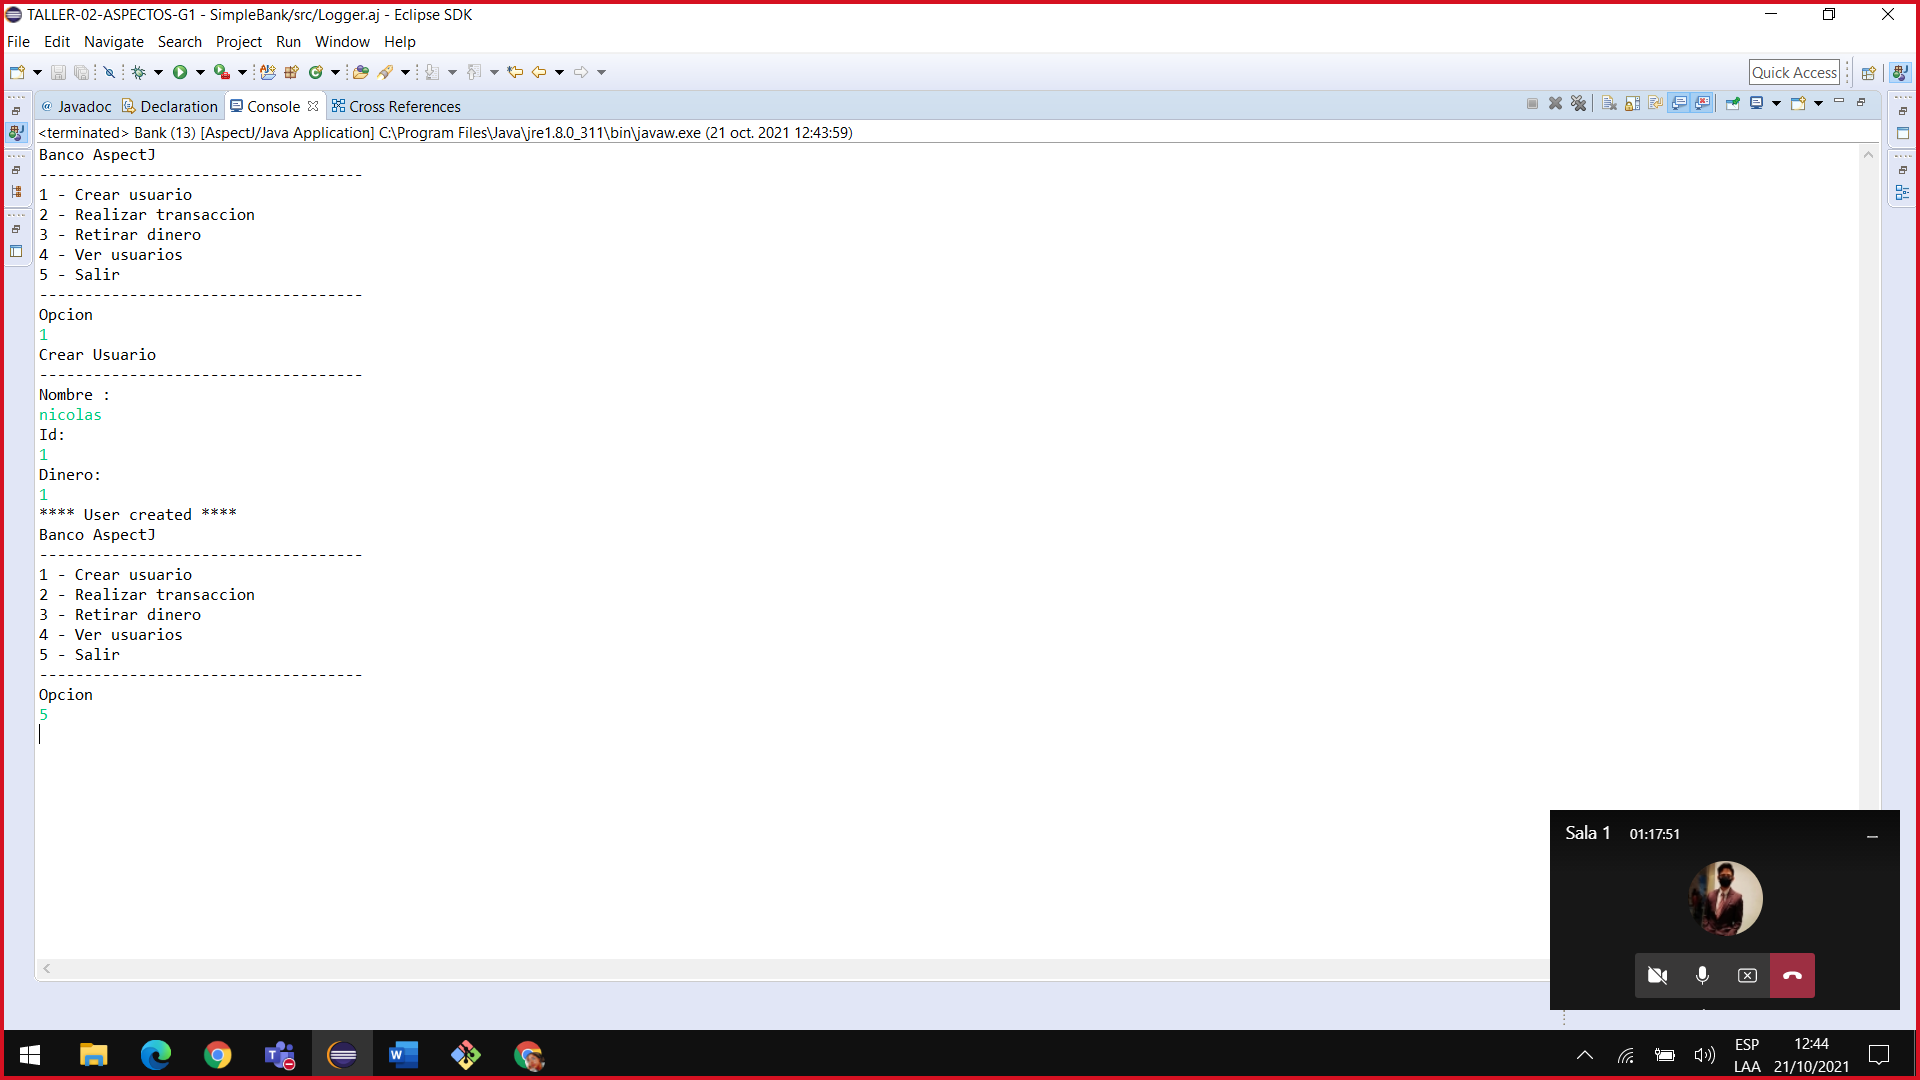 TALLER-02-ASPECTOS-G1 - SimpleBank/src/Logger.aj - Eclipse SDK
File Edit Navigate Search Project Run Window Help
Quick Access
@ Javadoc Declaration Console Cross References
<terminated> Bank (13) [AspectJ/Java Application] C:\Program Files\Java\jre1.8.0_311\bin\javaw.exe (21 oct. 2021 12:43:59)
Banco AspectJ
------------------------------------
1 - Crear usuario
2 - Realizar transaccion
3 - Retirar dinero
4 - Ver usuarios
5 - Salir
------------------------------------
Opcion
1
Crear Usuario
------------------------------------
Nombre :
nicolas
Id:
1
Dinero:
1
**** User created ****
Banco AspectJ
------------------------------------
1 - Crear usuario
2 - Realizar transaccion
3 - Retirar dinero
4 - Ver usuarios
5 - Salir
------------------------------------
Opcion
5
Sala 1 01:17:51
ESP 12:44
LAA 21/10/2021